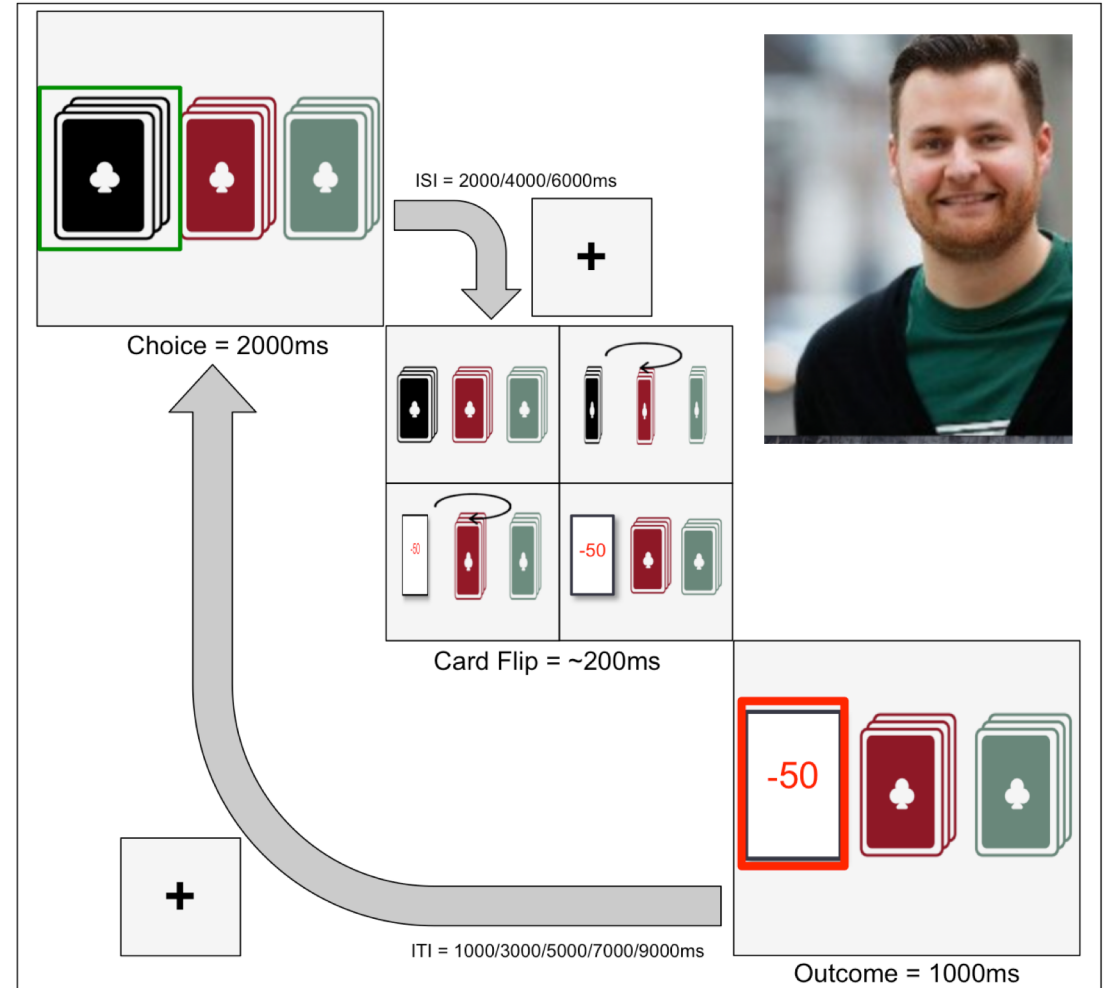 ISI = 2000/4000/6000ms
+
Choice = 2000ms
-50
-50
Card Flip = ~200ms
-50
+
ITI = 1000/3000/5000/7000/9000ms
Outcome = 1000ms